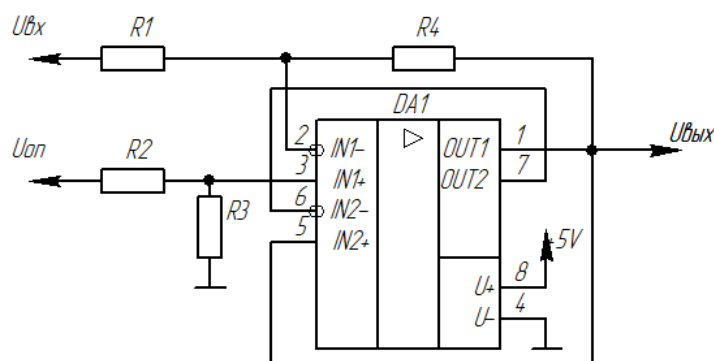 Uвх
R1
R4
DA1
2
IN1-
OUT1
1
Uвых
Uоп
R2
3
IN1+
OUT2
7
6
IN2-
R3
5
IN2+
+5V
U+
8
U-
4